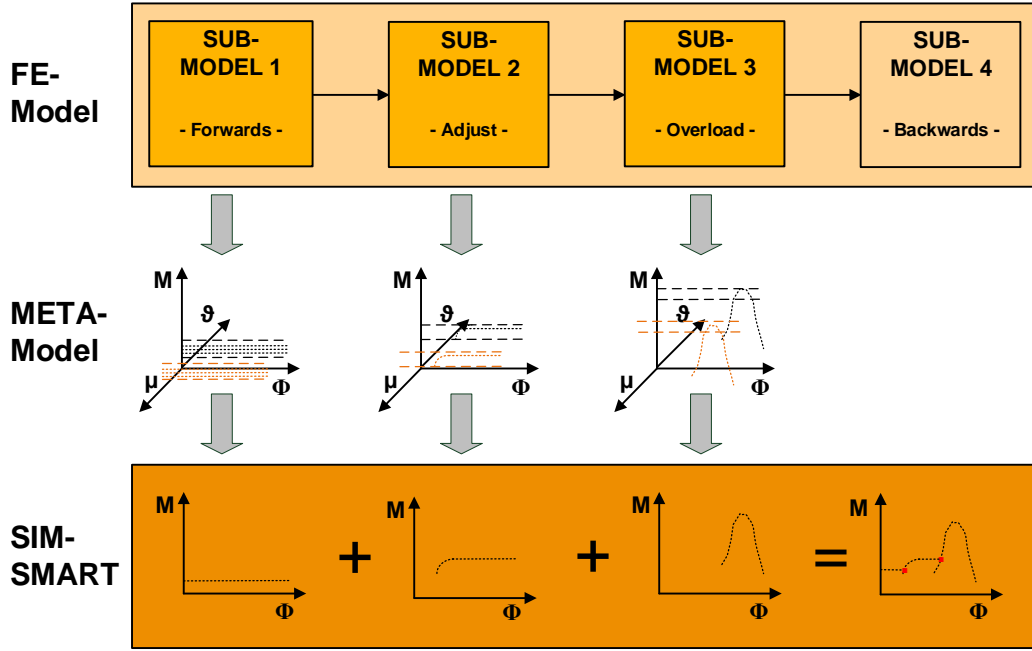 FE-
Model
SUB-
MODEL 1
- Forwards -
SUB-
MODEL 2
- Adjust -
SUB-
MODEL 3
- Overload -
SUB-
MODEL 4
- Backwards -
META-
Model
M
ϑ
μ
Φ
M
ϑ
μ
Φ
M
ϑ
μ
Φ
SIM-
SMART
M
Φ
+
M
Φ
+
M
Φ
=
M
Φ